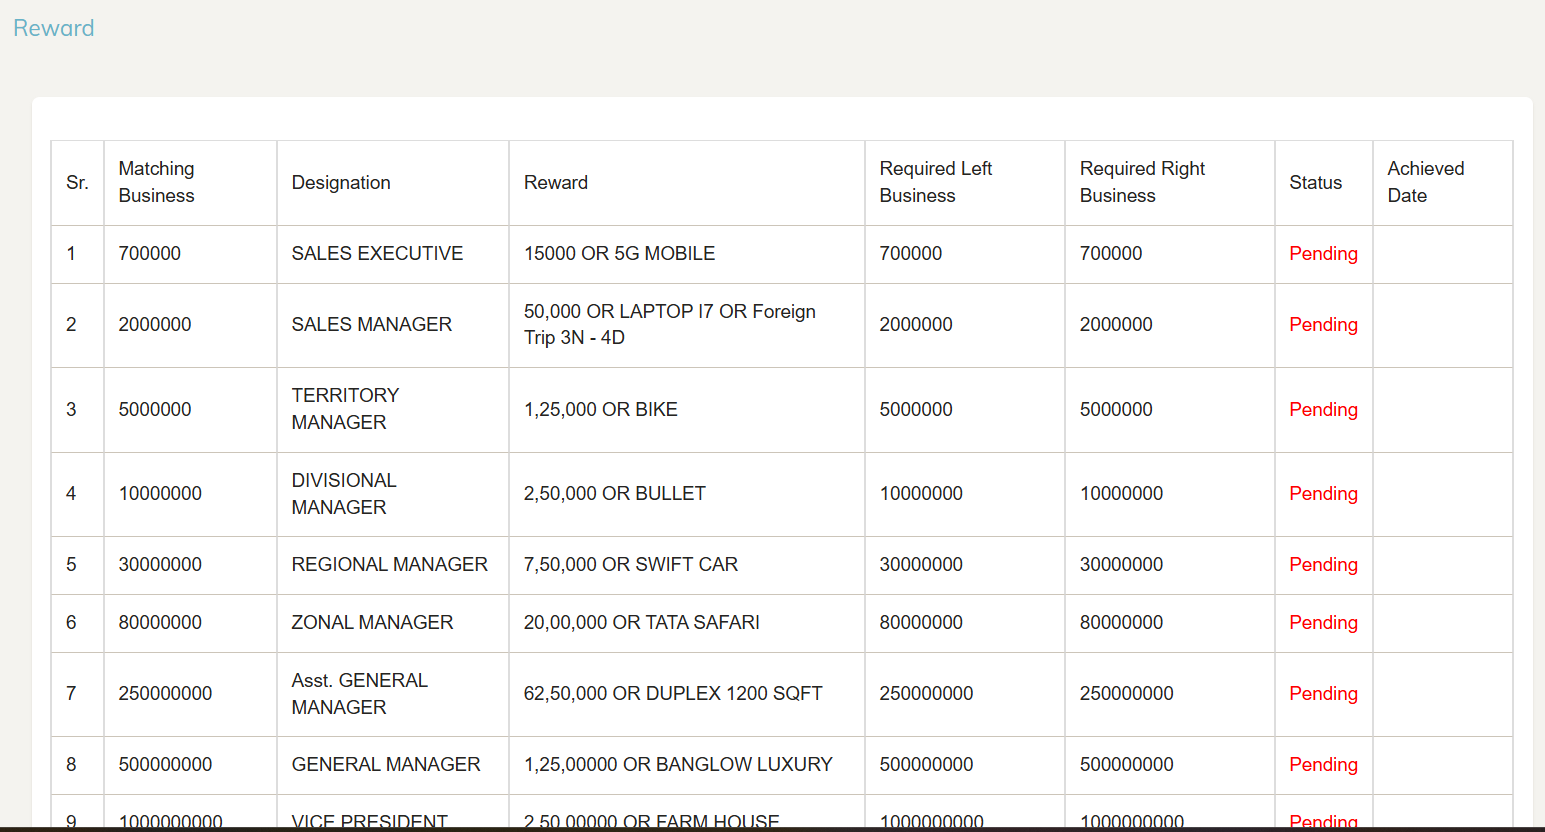 Reward
Sr. Matching Business Designation Reward Required Left Business Required Right Business Status Achieved Date
1 700000 SALES EXECUTIVE 15000 OR 5G MOBILE 700000 700000 Pending
2 2000000 SALES MANAGER 50,000 OR LAPTOP I7 OR Foreign Trip 3N - 4D 2000000 2000000 Pending
3 5000000 TERRITORY MANAGER 1,25,000 OR BIKE 5000000 5000000 Pending
4 10000000 DIVISIONAL MANAGER 2,50,000 OR BULLET 10000000 10000000 Pending
5 30000000 REGIONAL MANAGER 7,50,000 OR SWIFT CAR 30000000 30000000 Pending
6 80000000 ZONAL MANAGER 20,00,000 OR TATA SAFARI 80000000 80000000 Pending
7 250000000 Asst. GENERAL MANAGER 62,50,000 OR DUPLEX 1200 SQFT 250000000 250000000 Pending
8 500000000 GENERAL MANAGER 1,25,00000 OR BANGLOW LUXURY 500000000 500000000 Pending
9 1000000000 VICE PRESIDENT 2,50,00000 OR FARM HOUSE 1000000000 1000000000 Pending